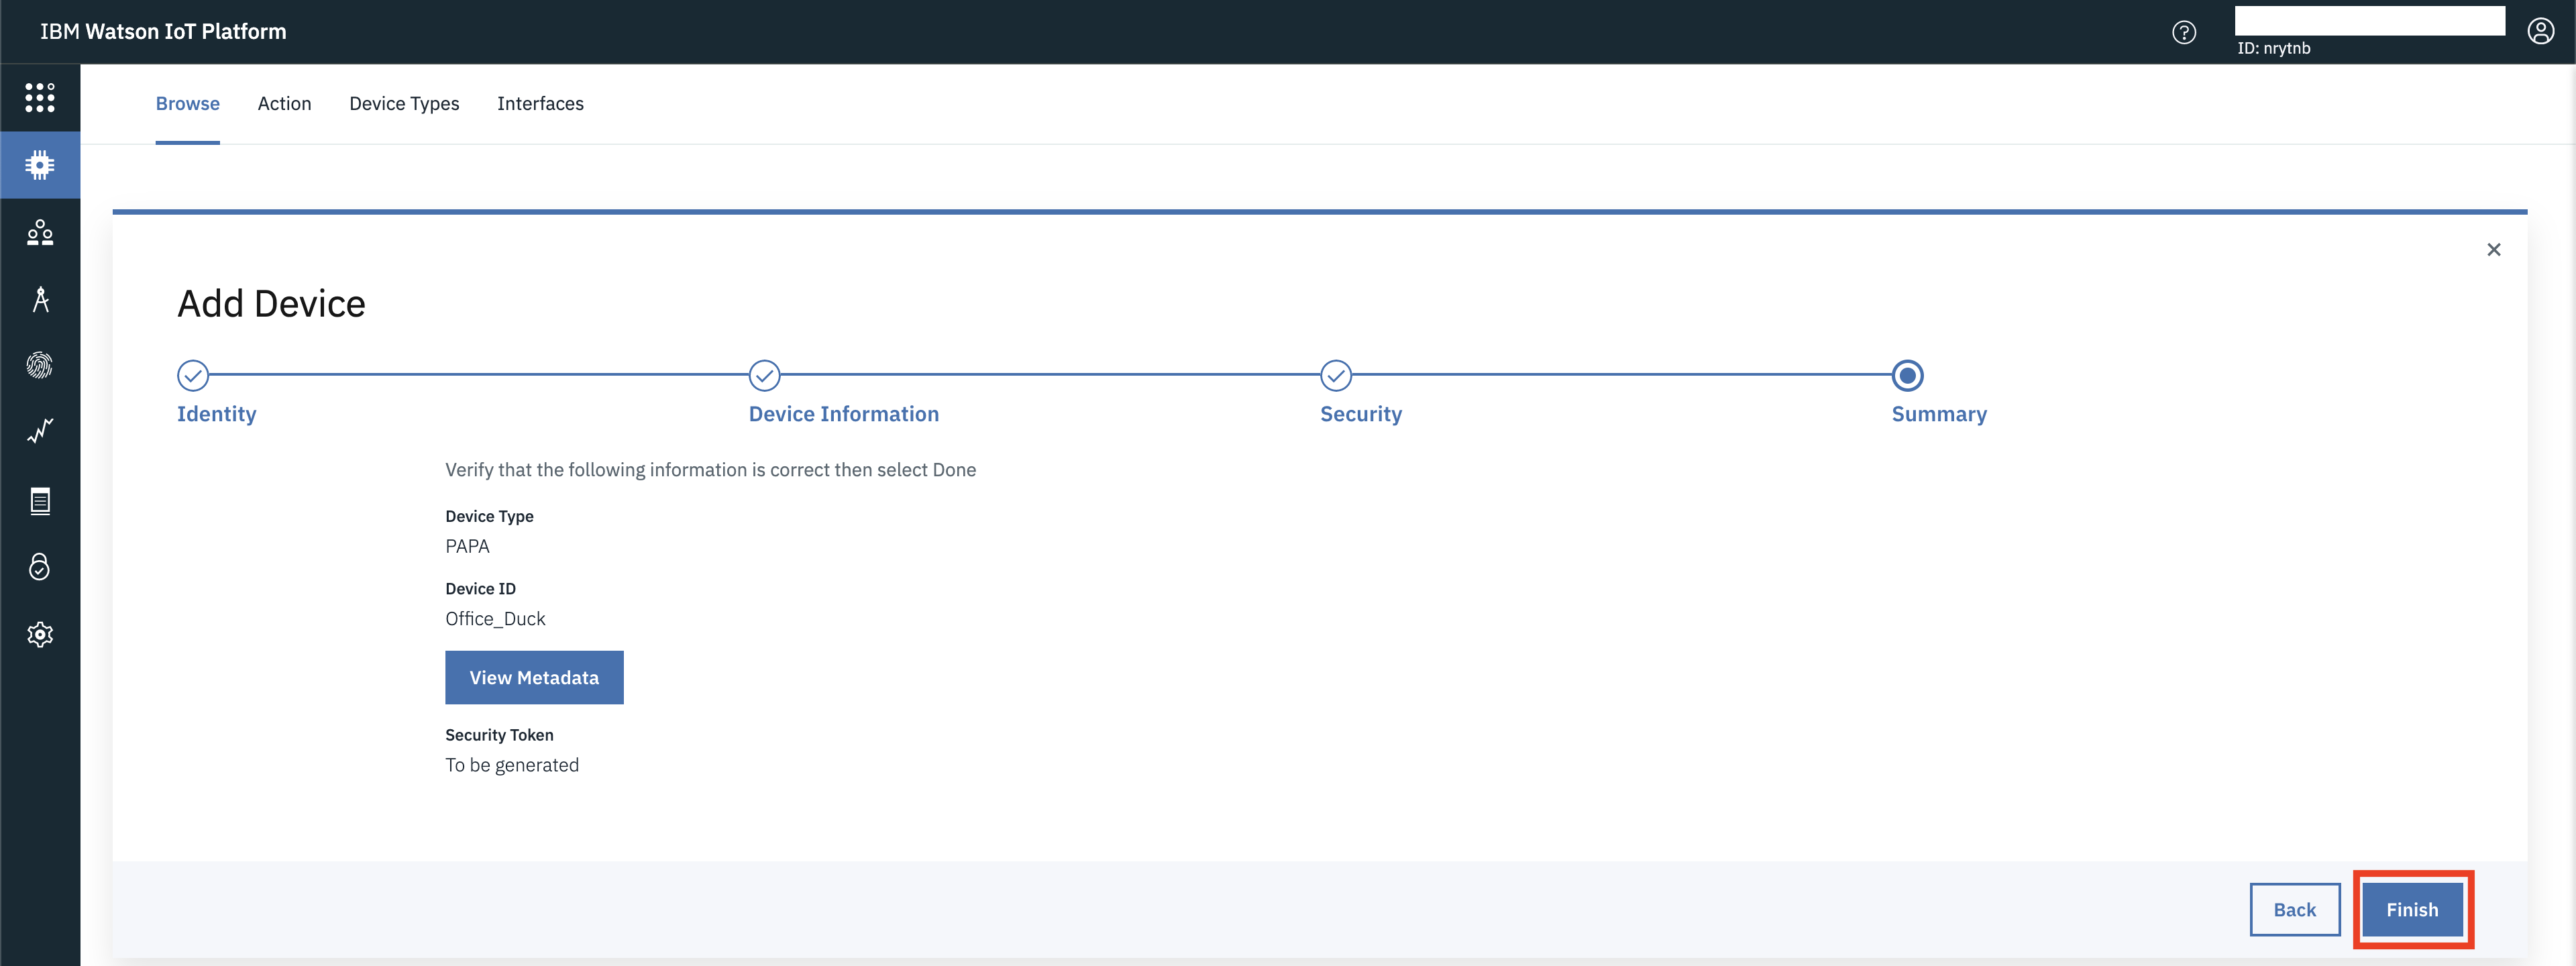 IBM Watson IoT Platform
?
ID: nrytnb
Browse Action Device Types Interfaces
Add Device
Identity Device Information Security Summary
Verify that the following information is correct then select Done
Device Type
PAPA
Device ID
Office_Duck
View Metadata
Security Token
To be generated
Back Finish